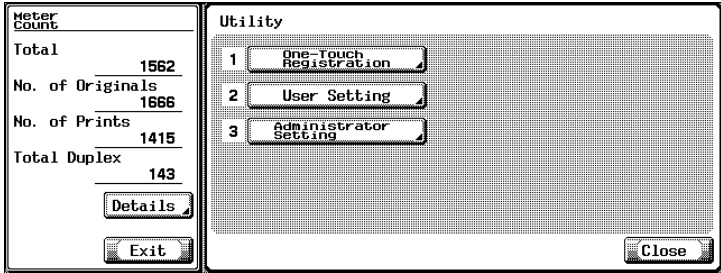 Meter
Count
Total
1562
No. of Originals
1666
No. of Prints
1415
Total Duplex
143
Details
Exit
Utility
1 One-Touch
Registration
2 User Setting
3 Administrator
Setting
Close